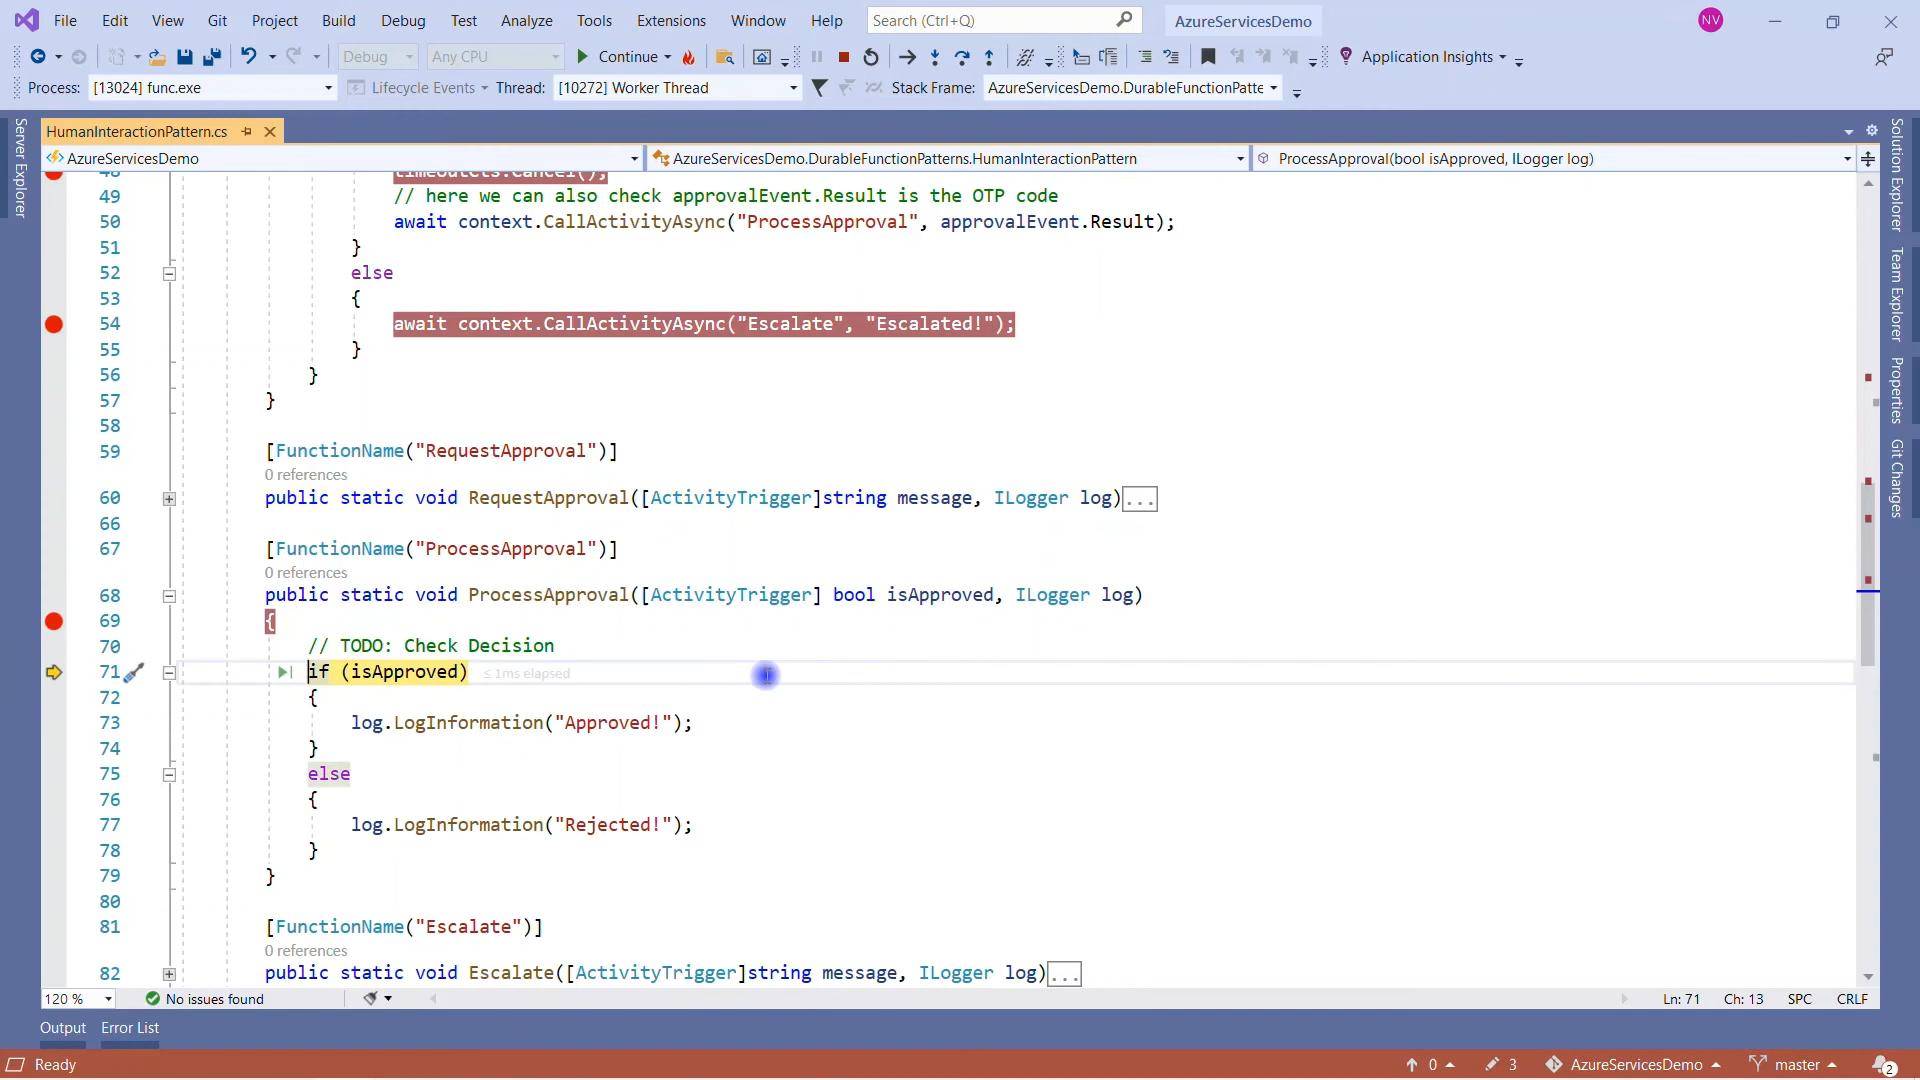 File Edit View Git Project Build Debug Test Analyze Tools Extensions Window Help Search (Ctrl+Q) AzureServicesDemo NV
Debug Any CPU Continue Application Insights
Process: [13024] func.exe Lifecycle Events Thread: [10272] Worker Thread Stack Frame: AzureServicesDemo.DurableFunctionPatte
Server Explorer
HumanInteractionPattern.cs
AzureServicesDemo AzureServicesDemo.DurableFunctionPatterns.HumanInteractionPattern ProcessApproval(bool isApproved, ILogger log)
48 timeoutCts.Cancel();
49 // here we can also check approvalEvent.Result is the OTP code
50 await context.CallActivityAsync("ProcessApproval", approvalEvent.Result);
51 }
52 else
53 {
54 await context.CallActivityAsync("Escalate", "Escalated!");
55 }
56 }
57 }
58
59 [FunctionName("RequestApproval")]
0 references
60 public static void RequestApproval([ActivityTrigger]string message, ILogger log)...
66
67 [FunctionName("ProcessApproval")]
0 references
68 public static void ProcessApproval([ActivityTrigger] bool isApproved, ILogger log)
69 {
70 // TODO: Check Decision
71 if (isApproved) ≤ 1ms elapsed
72 {
73 log.LogInformation("Approved!");
74 }
75 else
76 {
77 log.LogInformation("Rejected!");
78 }
79 }
80
81 [FunctionName("Escalate")]
0 references
82 public static void Escalate([ActivityTrigger]string message, ILogger log)...
120 % No issues found Ln: 71 Ch: 13 SPC CRLF
Solution Explorer
Team Explorer
Properties
Git Changes
Output Error List
Ready 0 3 AzureServicesDemo master 2